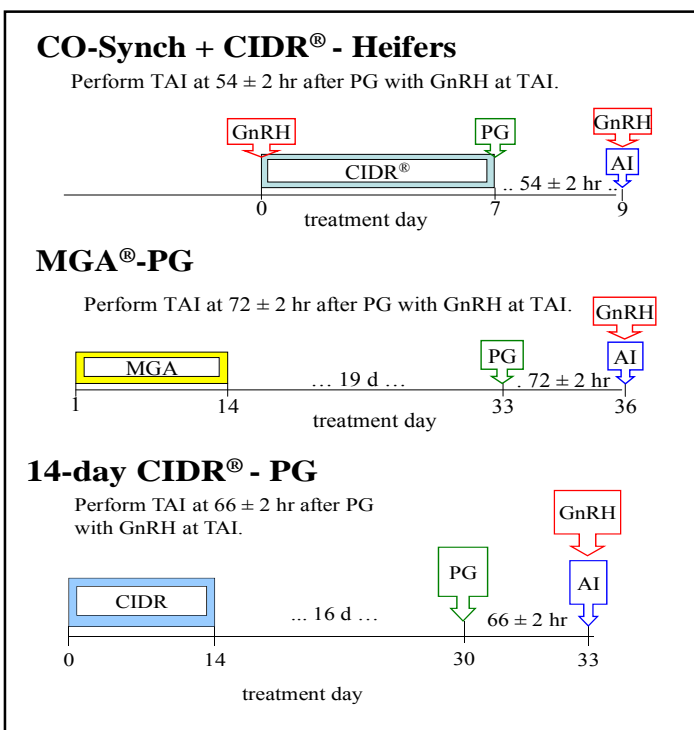 CO-Synch + CIDR® - Heifers
Perform TAI at 54 ± 2 hr after PG with GnRH at TAI.
GnRH
PG
GnRH
CIDR®
AI
.. 54 ± 2 hr ..
0
7
9
treatment day
MGA®-PG
Perform TAI at 72 ± 2 hr after PG with GnRH at TAI.
GnRH
MGA
PG
AI
… 19 d …
. 72 ± 2 hr
1
14
33
36
treatment day
14-day CIDR® - PG
Perform TAI at 66 ± 2 hr after PG
with GnRH at TAI.
GnRH
PG
AI
CIDR
... 16 d …
66 ± 2 hr
0
14
30
33
treatment day